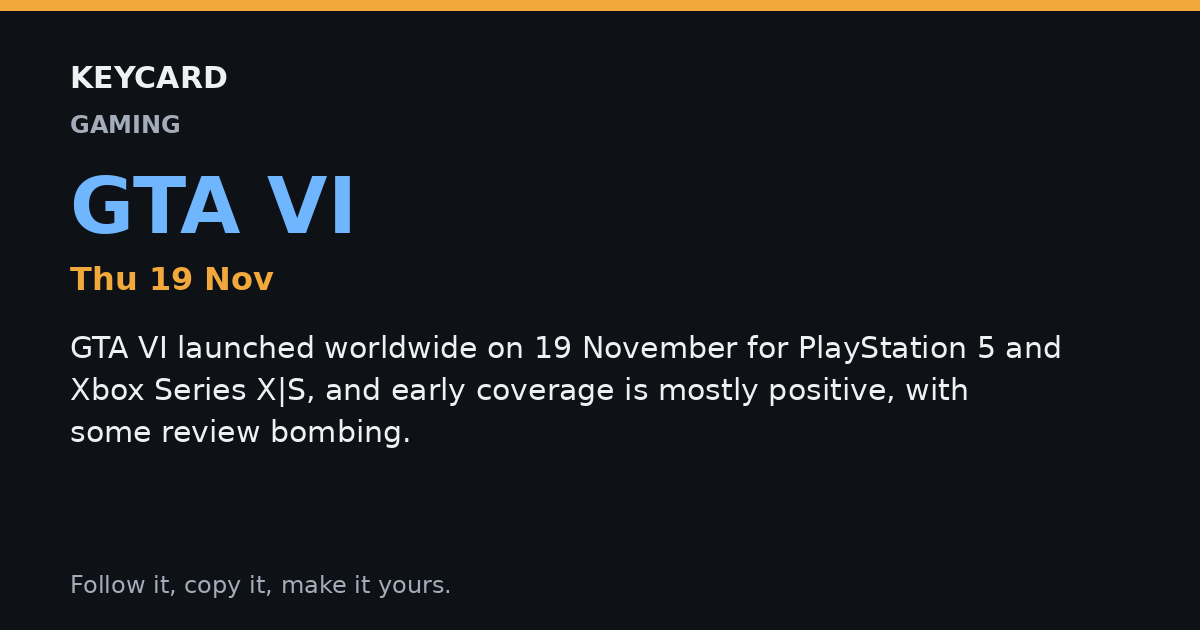 KEYCARD
GAMING
GTA VI
Thu 19 Nov
GTA VI launched worldwide on 19 November for PlayStation 5 and
Xbox Series X|S, and early coverage is mostly positive, with
some review bombing.
Follow it, copy it, make it yours.